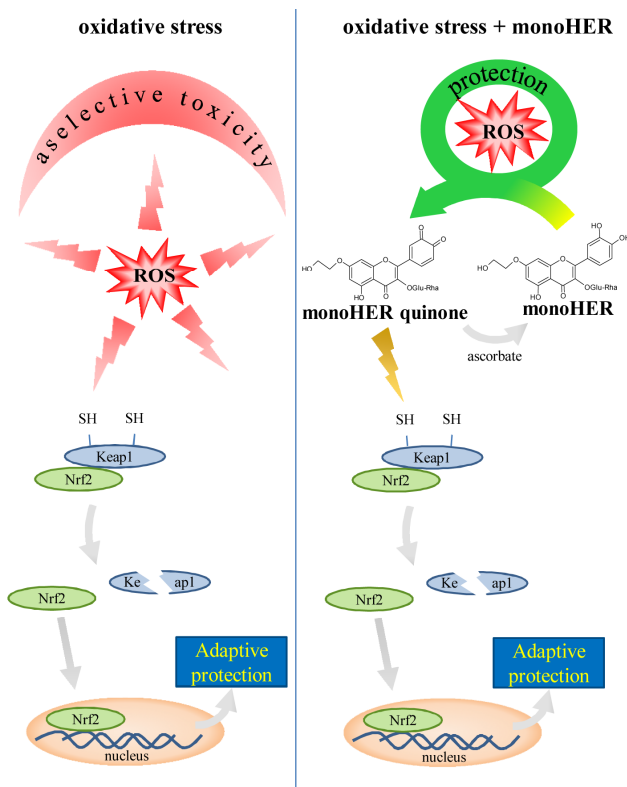 oxidative stress
aselective toxicity
ROS
SH SH
Keap1
Nrf2
Nrf2
Ke ap1
Adaptive
protection
Nrf2
nucleus
oxidative stress + monoHER
protection
ROS
O
O
HO
O
O
OGlu-Rha
OH
O
monoHER quinone
HO
OH
HO
O
O
OGlu-Rha
OH
O
monoHER
ascorbate
SH SH
Keap1
Nrf2
Nrf2
Ke ap1
Adaptive
protection
Nrf2
nucleus